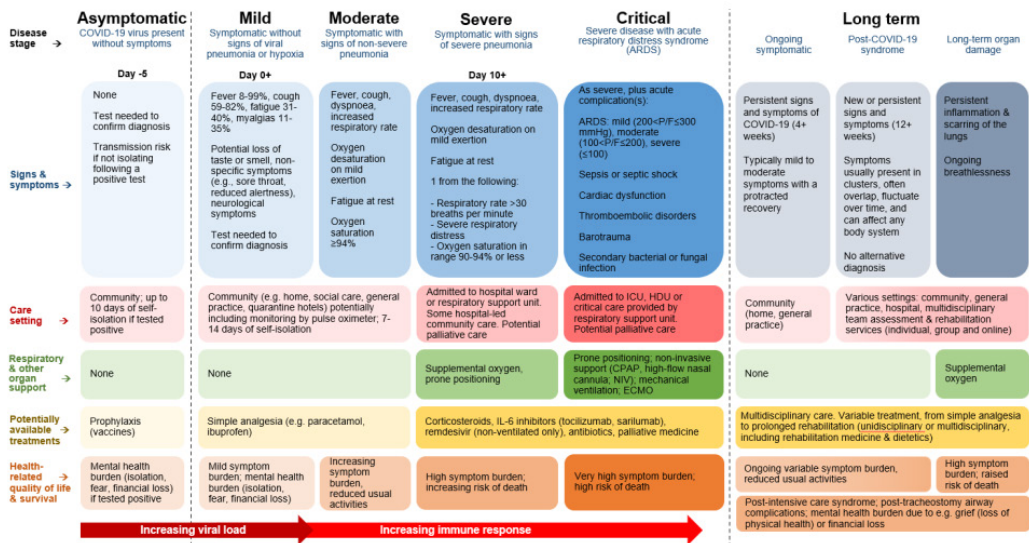 Disease stage →
Asymptomatic
COVID-19 virus present
without symptoms
Mild
Symptomatic without
signs of viral
pneumonia or hypoxia
Moderate
Symptomatic with
signs of non-severe
pneumonia
Severe
Symptomatic with signs
of severe pneumonia
Critical
Severe disease with acute
respiratory distress syndrome
(ARDS)
Long term
Ongoing
symptomatic
Post-COVID-19
syndrome
Long-term organ
damage
Day -5
Day 0+
Day 10+
Signs & symptoms →
None
Test needed to
confirm diagnosis
Transmission risk
if not isolating
following a
positive test
Fever 8-99%, cough
59-82%, fatigue 31-
40%, myalgias 11-
35%
Potential loss of
taste or smell, non-
specific symptoms
(e.g., sore throat,
reduced alertness),
neurological
symptoms
Test needed to
confirm diagnosis
Fever, cough,
dyspnoea,
increased
respiratory rate
Oxygen
desaturation
on mild
exertion
Fatigue at rest
Oxygen
saturation
≥94%
Fever, cough, dyspnoea,
increased respiratory rate
Oxygen desaturation on
mild exertion
Fatigue at rest
1 from the following:
- Respiratory rate >30
breaths per minute
- Severe respiratory
distress
- Oxygen saturation in
range 90-94% or less
As severe, plus acute
complication(s):
ARDS: mild (200<P/F≤300
mmHg), moderate
(100<P/F≤200), severe
(≤100)
Sepsis or septic shock
Cardiac dysfunction
Thromboembolic disorders
Barotrauma
Secondary bacterial or fungal
infection
Persistent signs
and symptoms of
COVID-19 (4+
weeks)
Typically mild to
moderate
symptoms with a
protracted
recovery
New or persistent
signs and
symptoms (12+
weeks)
Symptoms
usually present in
clusters, often
overlap, fluctuate
over time, and
can affect any
body system
No alternative
diagnosis
Persistent
inflammation &
scarring of the
lungs
Ongoing
breathlessness
Care
setting →
Community; up to
10 days of self-
isolation if tested
positive
Community (e.g. home, social care, general
practice, quarantine hotels) potentially
including monitoring by pulse oximeter; 7-
14 days of self-isolation
Admitted to hospital ward
or respiratory support unit.
Some hospital-led
community care. Potential
palliative care
Admitted to ICU, HDU or
critical care provided by
respiratory support unit.
Potential palliative care
Community
(home, general
practice)
Various settings: community,
general practice, hospital, multidisciplinary
team assessment & rehabilitation
services (individual, group and online)
Respiratory
& other
organ
support →
None
None
Supplemental oxygen,
prone positioning
Prone positioning; non-invasive
support (CPAP, high-flow nasal
cannula; NIV); mechanical
ventilation; ECMO
None
Supplemental
oxygen
Potentially
available →
treatments
Prophylaxis
(vaccines)
Simple analgesia (e.g. paracetamol,
ibuprofen)
Corticosteroids, IL-6 inhibitors (tocilizumab, sarilumab),
remdesivir (non-ventilated only), antibiotics, palliative medicine
Multidisciplinary care. Variable treatment, from simple analgesia
to prolonged rehabilitation (unidisciplinary or multidisciplinary,
including rehabilitation medicine & dietetics)
Health-
related →
quality of life
& survival
Mental health
burden (isolation,
fear, financial loss)
if tested positive
Mild symptom
burden; mental health
burden (isolation,
fear, financial loss)
Increasing
symptom
burden,
reduced usual
activities
High symptom burden;
increasing risk of death
Very high symptom burden;
high risk of death
Ongoing variable symptom burden,
reduced usual activities
High symptom
burden; raised
risk of death
Post-intensive care syndrome; post-tracheostomy airway
complications; mental health burden due to e.g. grief (loss
of physical health) or financial loss
Increasing viral load
Increasing immune response